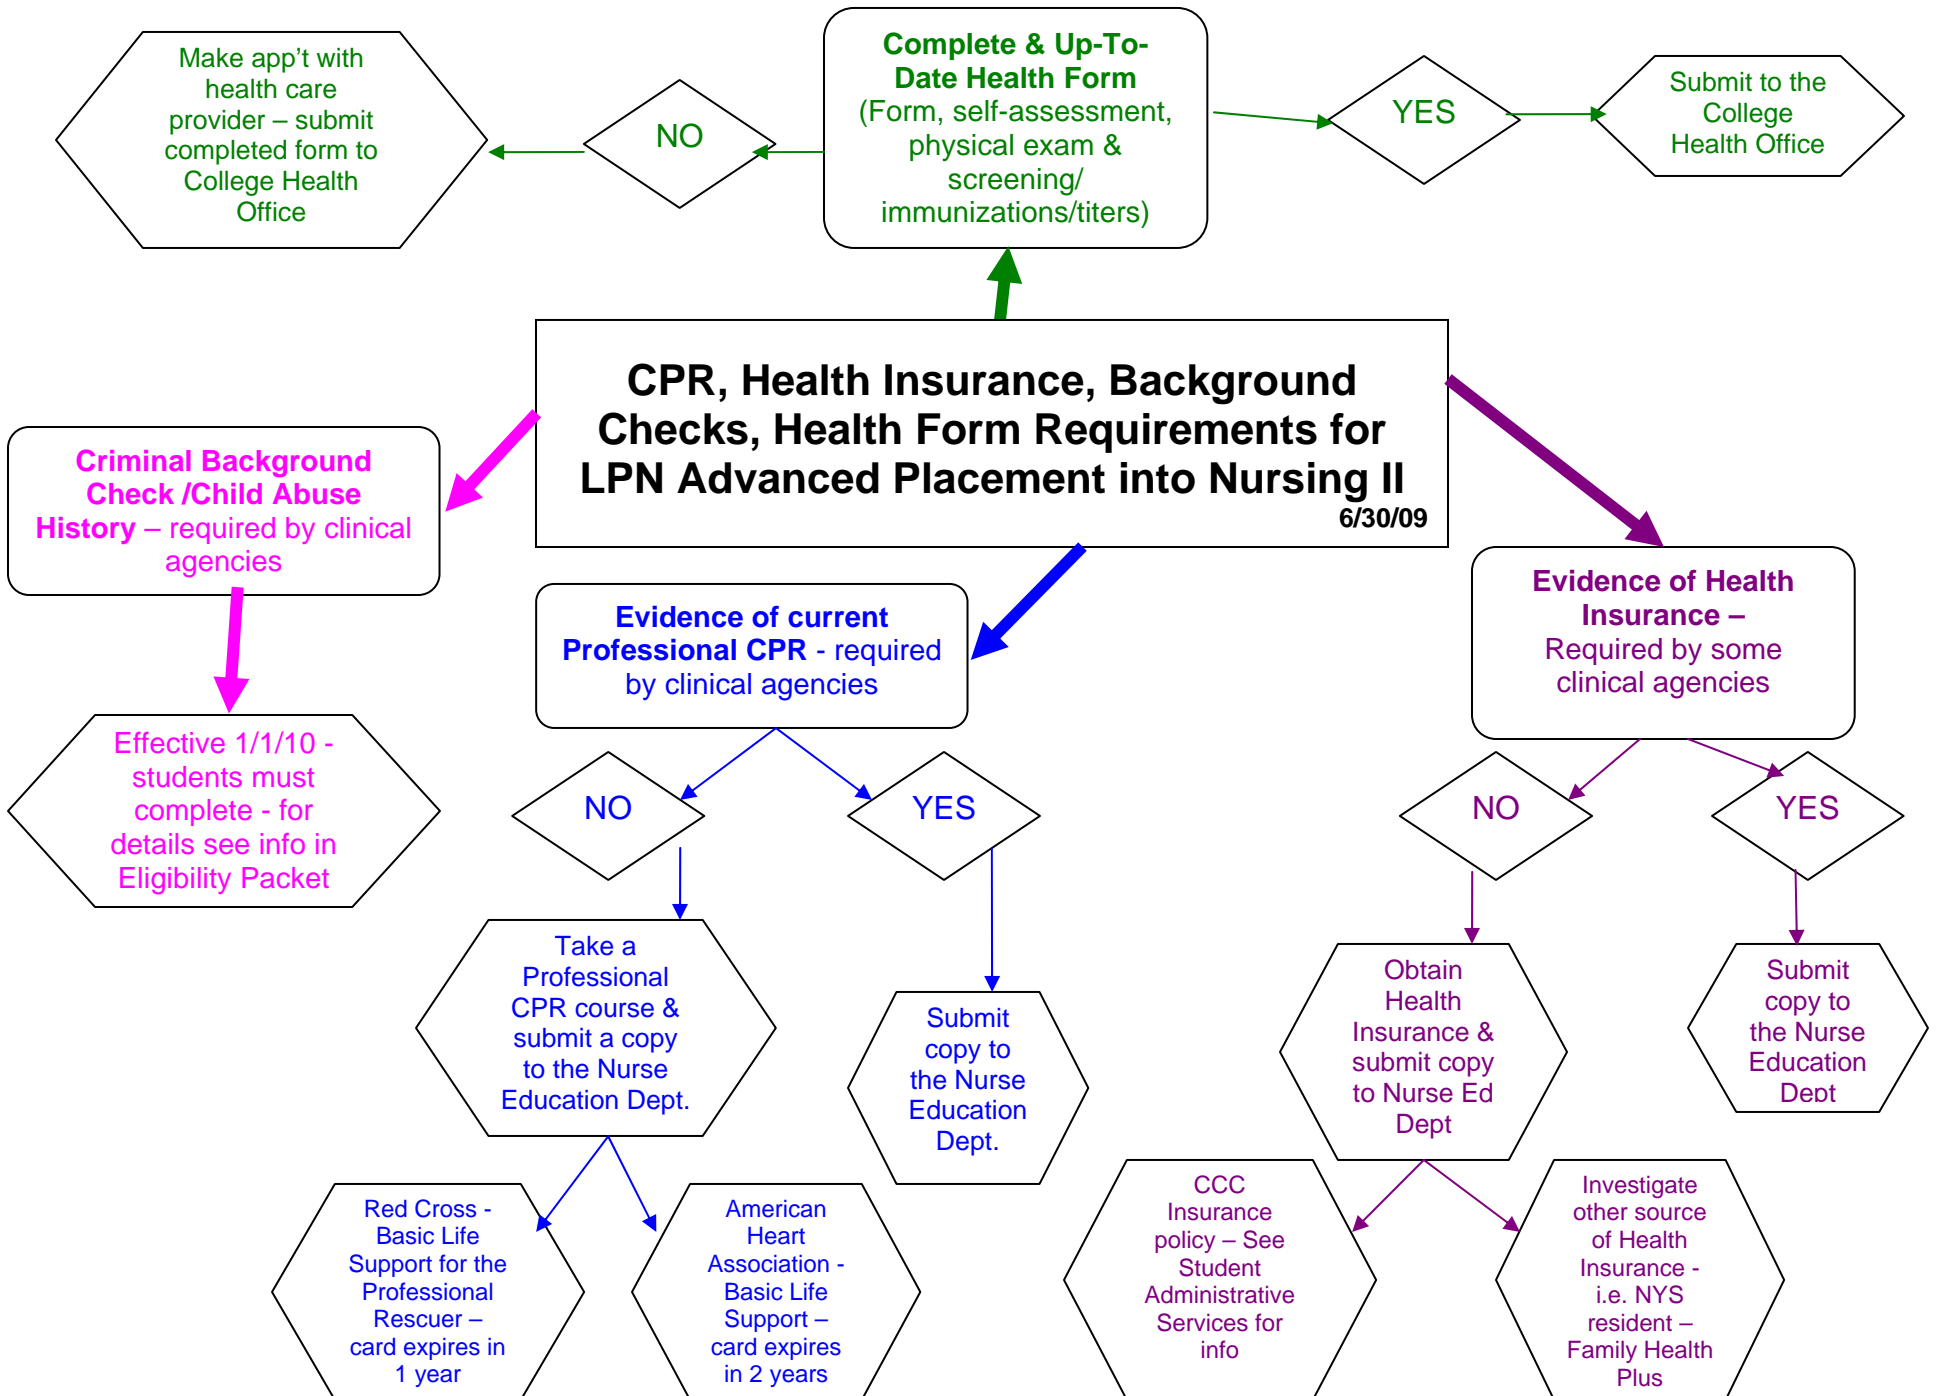 Make app't with
health care
provider – submit
completed form to
College Health
Office
NO
Complete & Up-To-
Date Health Form
(Form, self-assessment,
physical exam &
screening/
immunizations/titers)
YES
Submit to the
College
Health Office
CPR, Health Insurance, Background
Checks, Health Form Requirements for
LPN Advanced Placement into Nursing II
6/30/09
Criminal Background
Check /Child Abuse
History – required by clinical
agencies
Effective 1/1/10 -
students must
complete - for
details see info in
Eligibility Packet
Evidence of current
Professional CPR - required
by clinical agencies
NO
YES
Take a
Professional
CPR course &
submit a copy
to the Nurse
Education Dept.
Submit
copy to
the Nurse
Education
Dept.
Red Cross -
Basic Life
Support for the
Professional
Rescuer –
card expires in
1 year
American
Heart
Association -
Basic Life
Support –
card expires
in 2 years
Evidence of Health
Insurance –
Required by some
clinical agencies
NO
YES
Obtain
Health
Insurance &
submit copy
to Nurse Ed
Dept
Submit
copy to
the Nurse
Education
Dept
CCC
Insurance
policy – See
Student
Administrative
Services for
info
Investigate
other source
of Health
Insurance -
i.e. NYS
resident –
Family Health
Plus